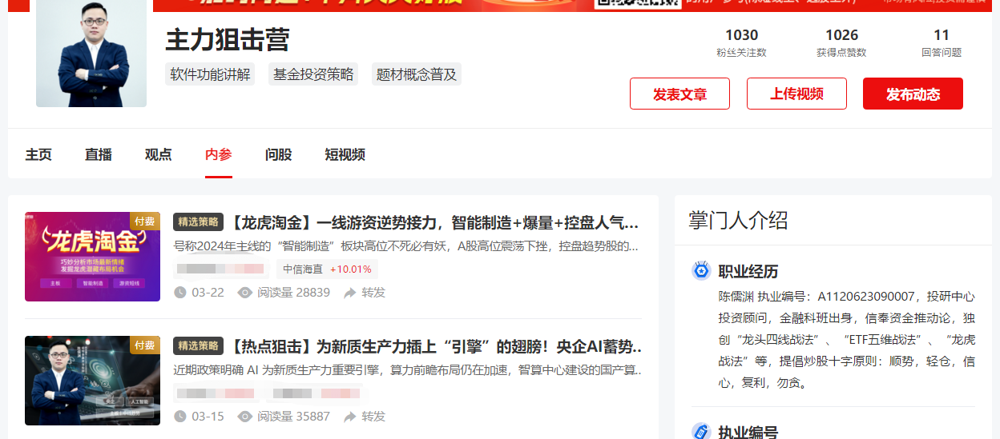 主力狙击营
软件功能讲解 基金投资策略 题材概念普及
1030 1026 11
粉丝关注数 获得点赞数 回答问题
发表文章 上传视频 发布动态
主页 直播 观点 内参 问股 短视频
付费
龙虎淘金
巧妙分析市场最新情绪
发掘龙虎潜藏布局机会
主板 智能制造 游资短线
精选策略 【龙虎淘金】一线游资逆势接力，智能制造+爆量+控盘人气...
号称2024年主线的“智能制造”板块高位不死必有妖，A股高位震荡下挫，控盘趋势股的...
中信海直 +10.01%
03-22 阅读量 28839 转发
付费
央企 人工智能
精选策略 【热点狙击】为新质生产力插上“引擎”的翅膀！央企AI蓄势..
近期政策明确 AI 为新质生产力重要引擎，算力前瞻布局仍在加速，智算中心建设的国产算..
03-15 阅读量 35887 转发
掌门人介绍
职业经历
陈儒渊 执业编号：A1120623090007，投研中心
投资顾问，金融科班出身，信奉资金推动论，独
创“龙头四线战法”、“ETF五维战法”、“龙虎
战法”等，提倡炒股十字原则：顺势，轻仓，信
心，复利，勿贪。
执业编号